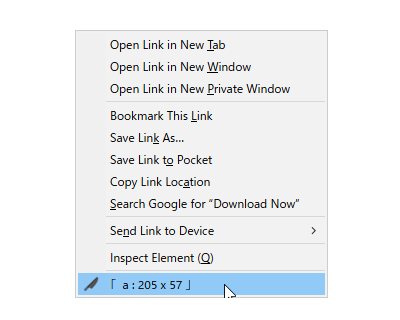 Open Link in New Tab
Open Link in New Window
Open Link in New Private Window
Bookmark This Link
Save Link As...
Save Link to Pocket
Copy Link Location
Search Google for “Download Now”
Send Link to Device
Inspect Element (Q)
「 a : 205 x 57 」